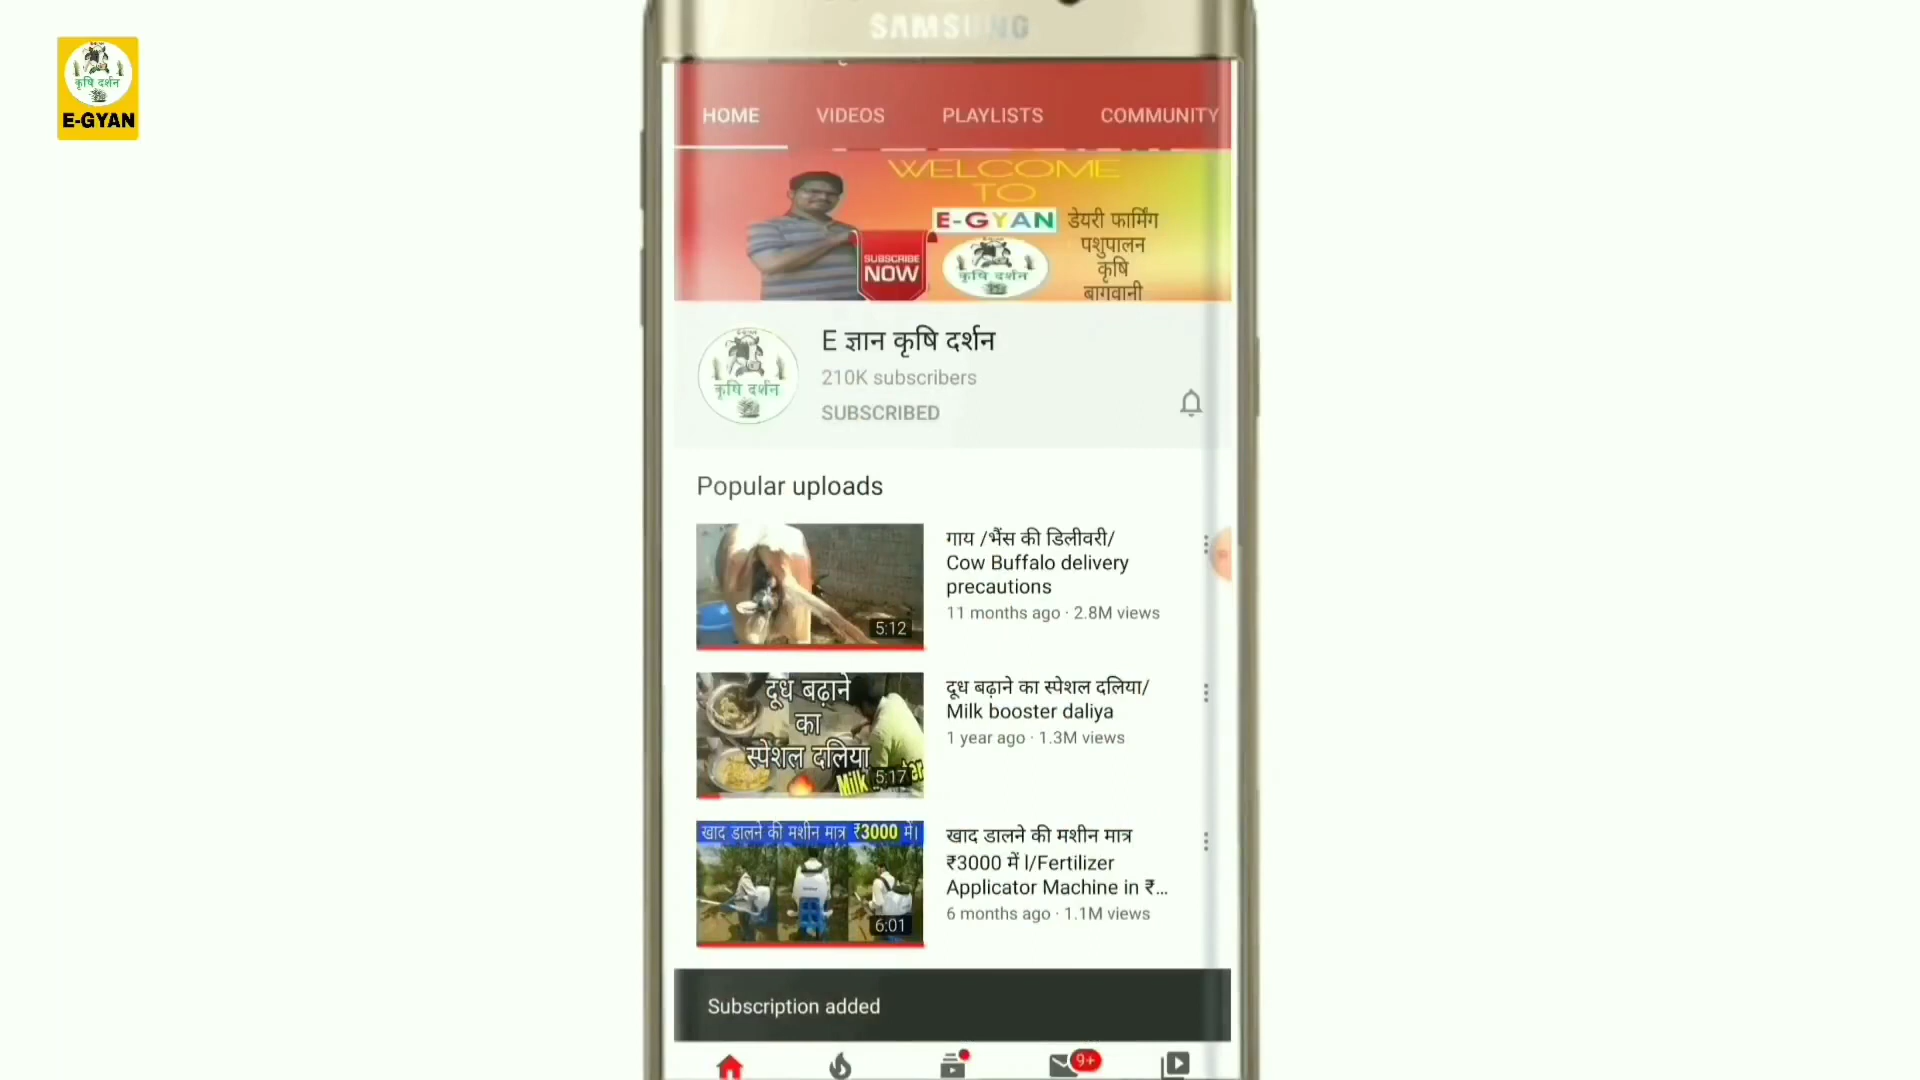 कृषि दर्शन
E-GYAN
SAMSUNG
HOME VIDEOS PLAYLISTS COMMUNITY
WELCOME
TO
E-GYAN
डेयरी फार्मिंग
पशुपालन
कृषि
बागवानी
SUBSCRIBE
NOW
कृषि दर्शन
E ज्ञान कृषि दर्शन
210K subscribers
SUBSCRIBED
कृषि दर्शन
Popular uploads
गाय /भैंस की डिलीवरी/
Cow Buffalo delivery
precautions
11 months ago · 2.8M views
5:12
दूध बढ़ाने
का
स्पेशल दलिया
Milk
5:17
दूध बढ़ाने का स्पेशल दलिया/
Milk booster daliya
1 year ago · 1.3M views
खाद डालने की मशीन मात्र ₹3000 में।
6:01
खाद डालने की मशीन मात्र
₹3000 में l/Fertilizer
Applicator Machine in ₹...
6 months ago · 1.1M views
Subscription added
9+